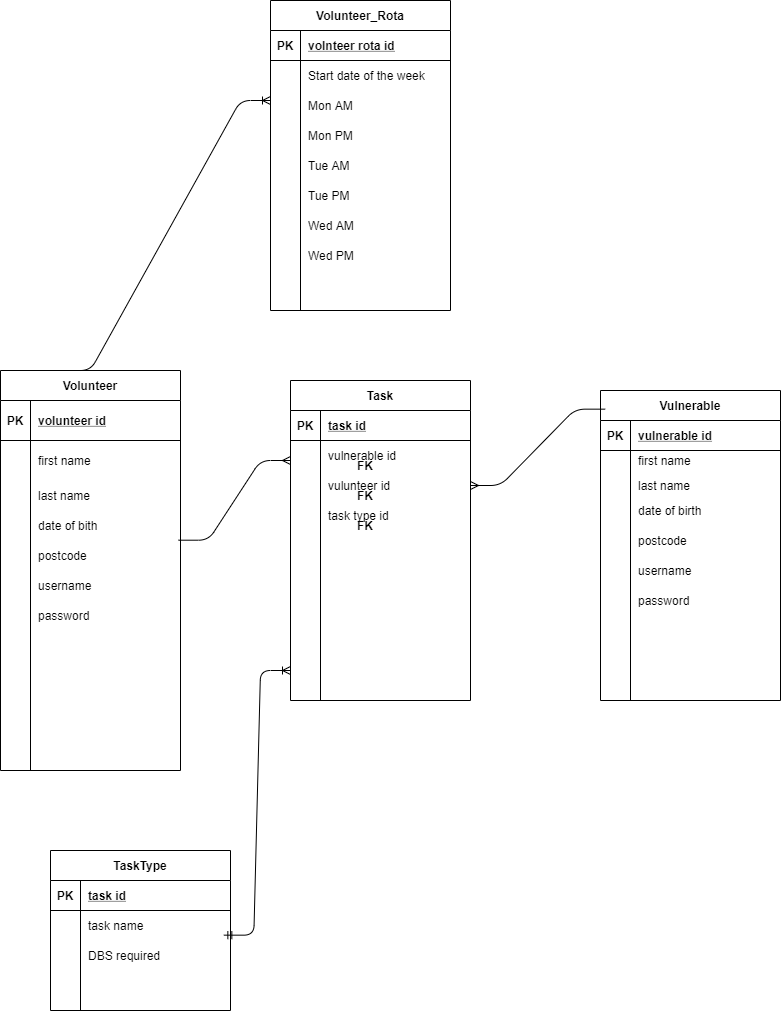 Volunteer_Rota
PK volnteer rota id
Start date of the week
Mon AM
Mon PM
Tue AM
Tue PM
Wed AM
Wed PM
Volunteer
PK volunteer id
first name
last name
date of bith
postcode
username
password
Task
PK task id
vulnerable id
FK
vulunteer id
FK
task type id
FK
Vulnerable
PK vulnerable id
first name
last name
date of birth
postcode
username
password
TaskType
PK task id
task name
DBS required